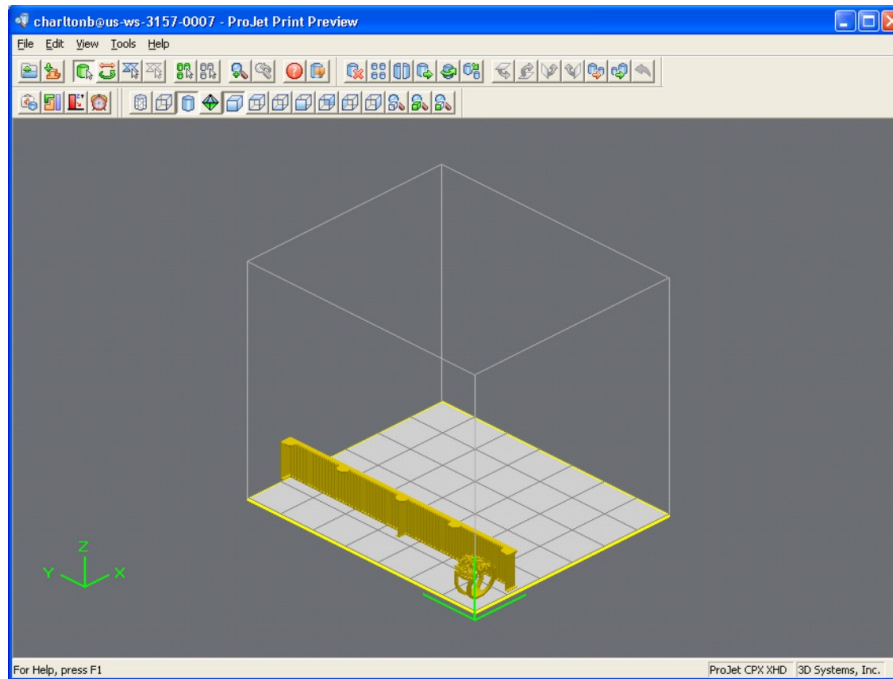 charltonb@us-ws-3157-0007 - ProJet Print Preview
File Edit View Tools Help
Z
Y X
For Help, press F1
ProJet CPX XHD 3D Systems, Inc.